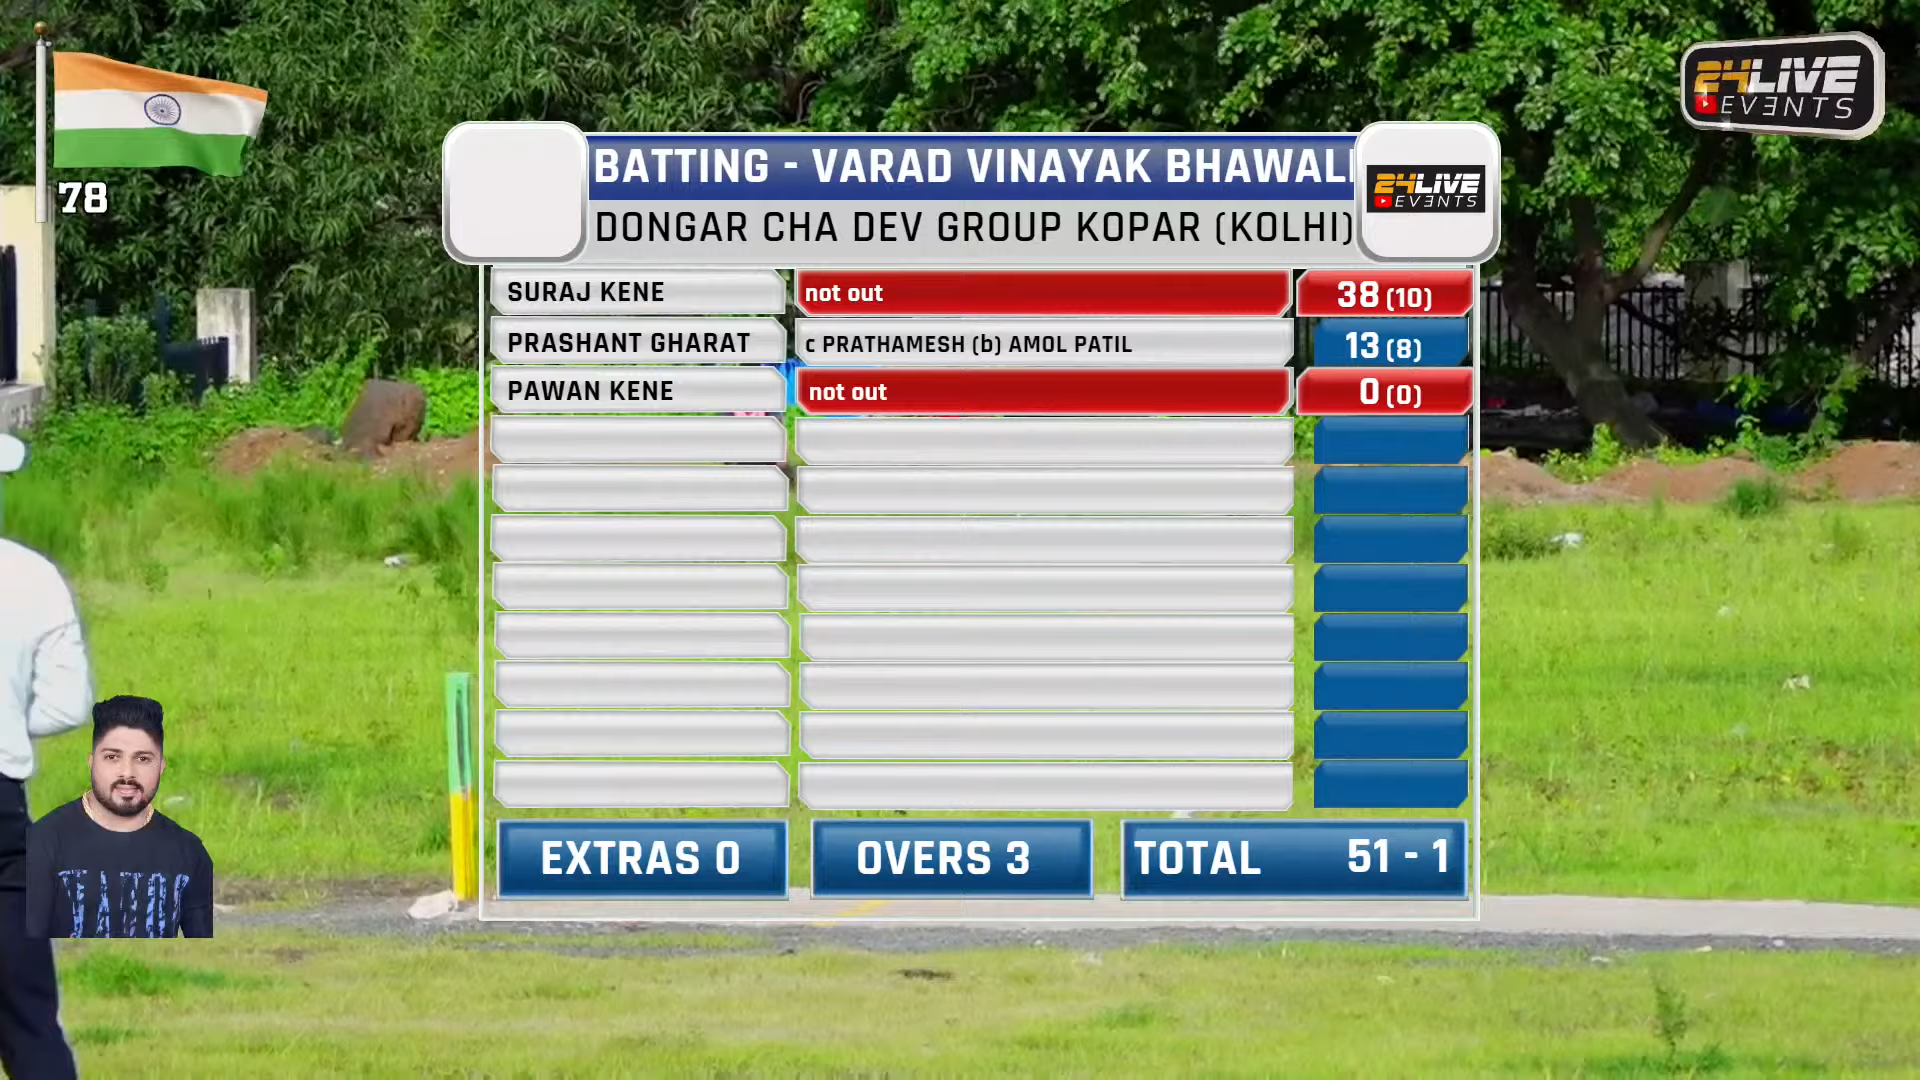 24LIVE
EVENTS
78
BATTING - VARAD VINAYAK BHAWALI
DONGAR CHA DEV GROUP KOPAR (KOLHI)
24LIVE
EVENTS
SURAJ KENE not out 38 (10)
PRASHANT GHARAT c PRATHAMESH (b) AMOL PATIL 13 (8)
PAWAN KENE not out 0 (0)
EXTRAS 0 OVERS 3 TOTAL 51 - 1